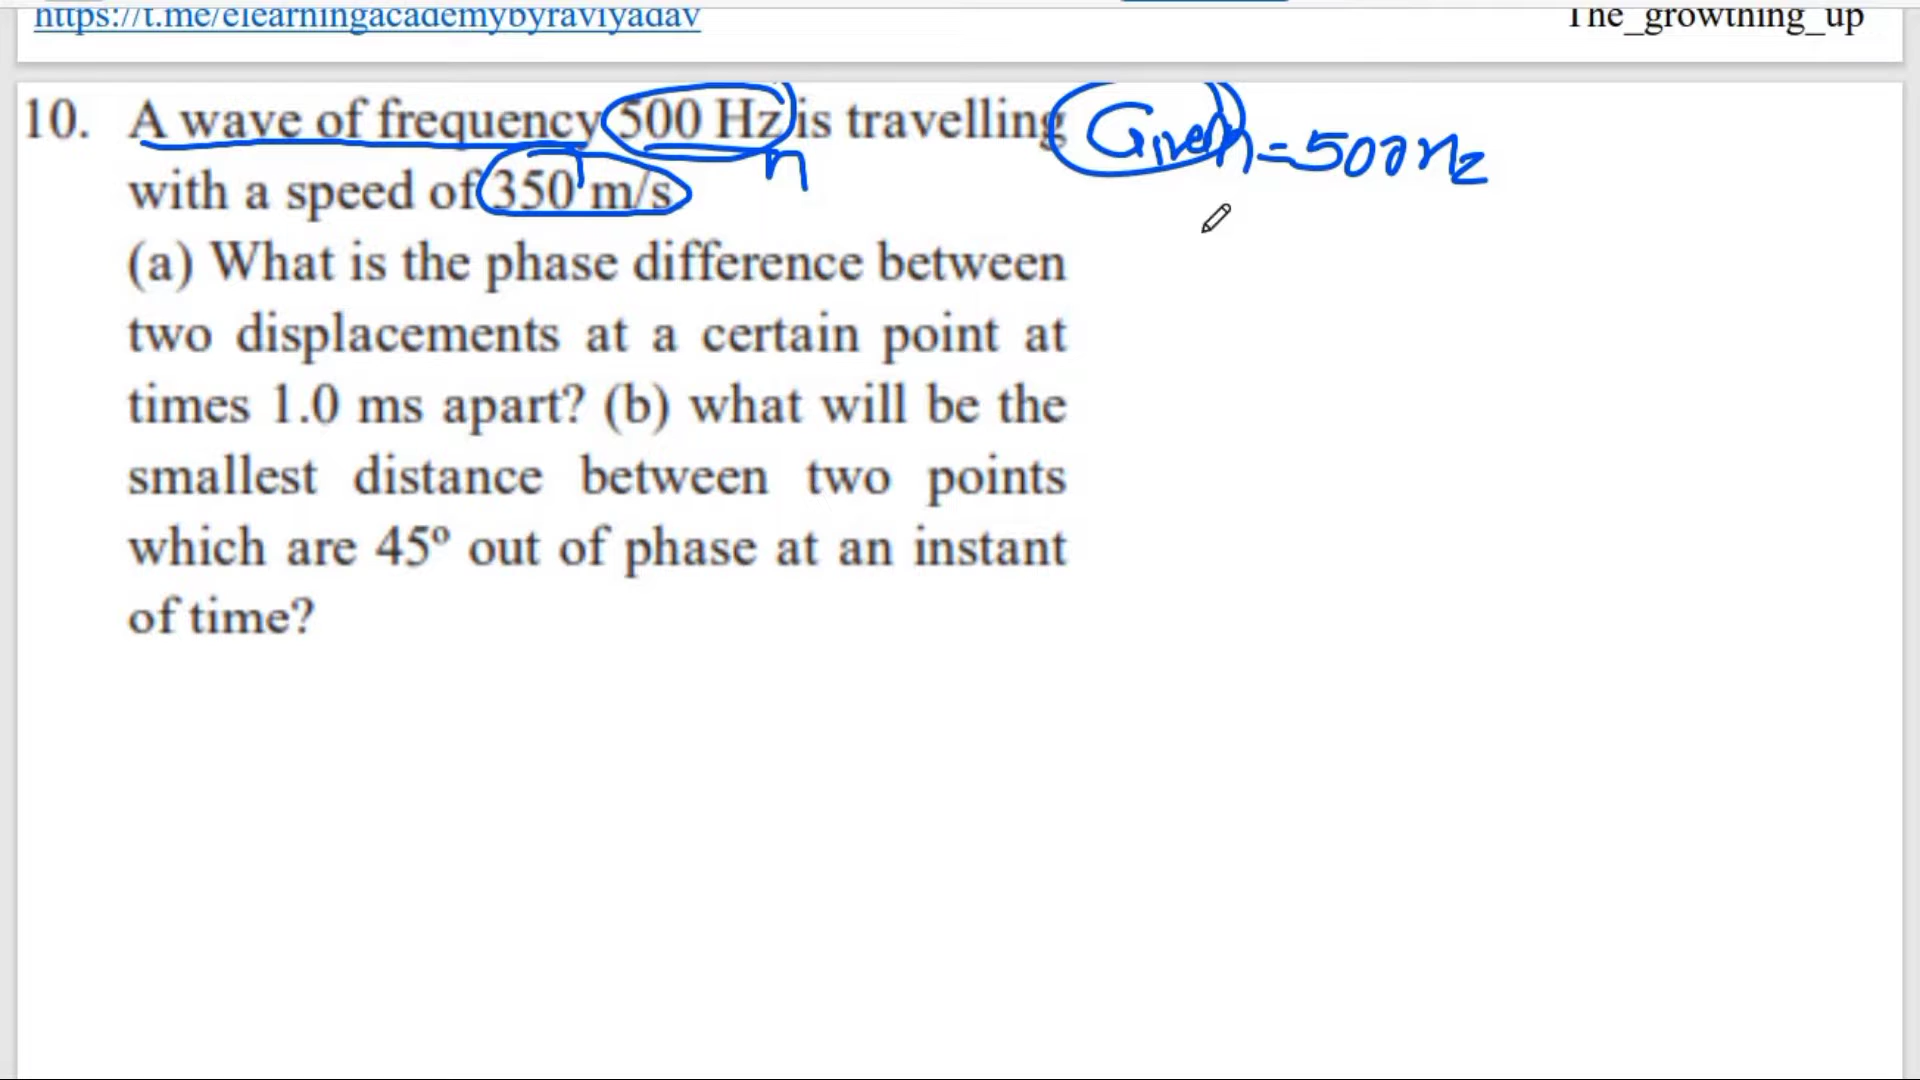 https://t.me/elearningacademybyraviyadav The_growthing_up
10. A wave of frequency 500 Hz is travelling
with a speed of 350 m/s
(a) What is the phase difference between
two displacements at a certain point at
times 1.0 ms apart? (b) what will be the
smallest distance between two points
which are 45º out of phase at an instant
of time?
n
Given n = 500 Hz